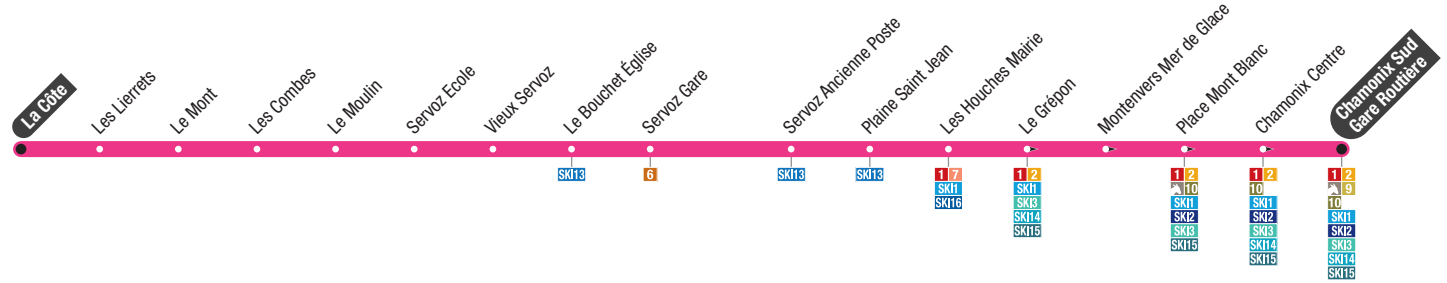 La Côte
Les Lierrets
Le Mont
Les Combes
Le Moulin
Servoz Ecole
Vieux Servoz
Le Bouchet Église
Servoz Gare
Servoz Ancienne Poste
Plaine Saint Jean
Les Houches Mairie
Le Grépon
Montenvers Mer de Glace
Place Mont Blanc
Chamonix Centre
Chamonix Sud
Gare Routière
SKI13
6
SKI13
SKI13
1 7
SKI1
SKI16
1 2
SKI1
SKI3
SKI14
SKI15
1 2
10
SKI1
SKI2
SKI3
SKI15
1 2
10
SKI1
SKI2
SKI3
SKI14
SKI15
1 2
9
10
SKI1
SKI2
SKI3
SKI14
SKI15